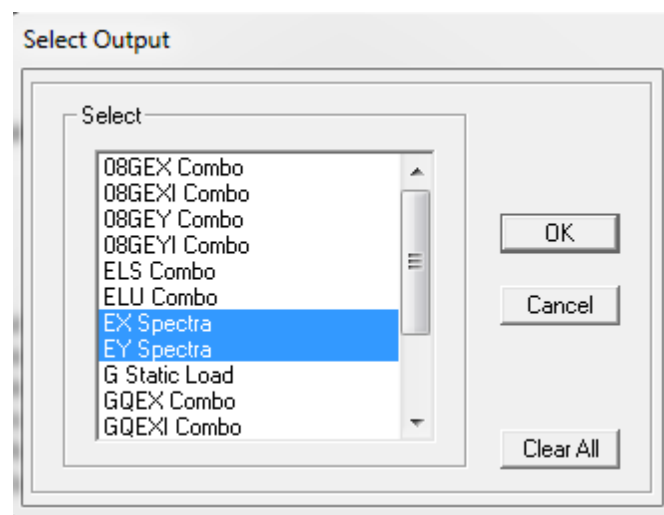 Select Output
Select
08GEX Combo
08GEXI Combo
08GEY Combo
08GEYI Combo
ELS Combo
ELU Combo
EX Spectra
EY Spectra
G Static Load
GQEX Combo
GQEXI Combo
OK
Cancel
Clear All